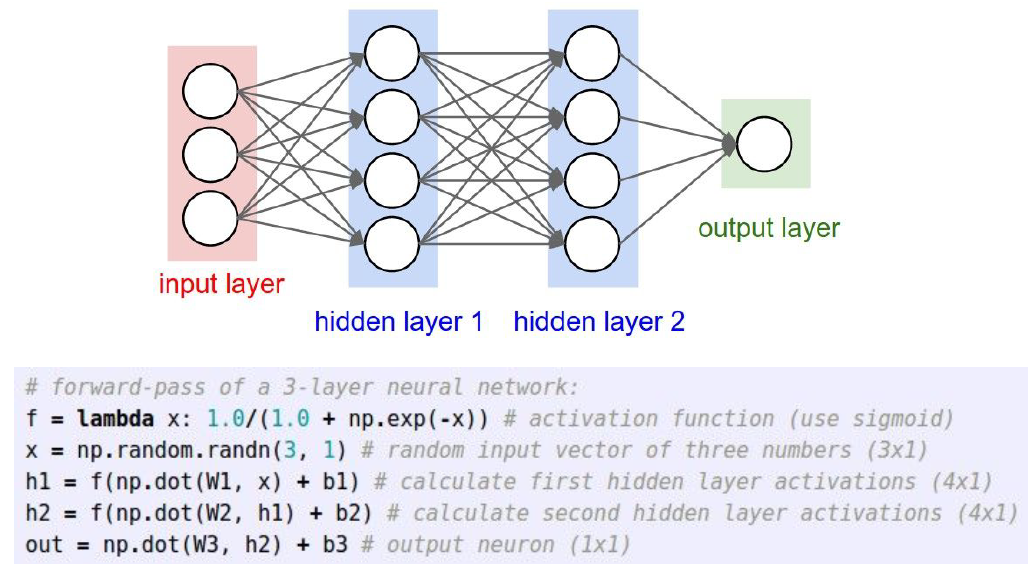 input layer
hidden layer 1
hidden layer 2
output layer
# forward-pass of a 3-layer neural network:
f = lambda x: 1.0/(1.0 + np.exp(-x)) # activation function (use sigmoid)
x = np.random.randn(3, 1) # random input vector of three numbers (3x1)
h1 = f(np.dot(W1, x) + b1) # calculate first hidden layer activations (4x1)
h2 = f(np.dot(W2, h1) + b2) # calculate second hidden layer activations (4x1)
out = np.dot(W3, h2) + b3 # output neuron (1x1)